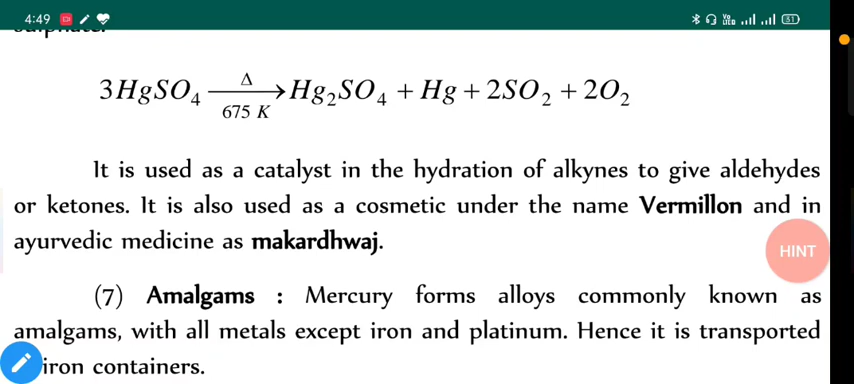 4:49
51
sulphate.
3HgSO₄ —Δ/675 K→ Hg₂SO₄ + Hg + 2SO₂ + 2O₂
It is used as a catalyst in the hydration of alkynes to give aldehydes
or ketones. It is also used as a cosmetic under the name Vermillon and in
ayurvedic medicine as makardhwaj.
HINT
(7) Amalgams : Mercury forms alloys commonly known as
amalgams, with all metals except iron and platinum. Hence it is transported
iron containers.